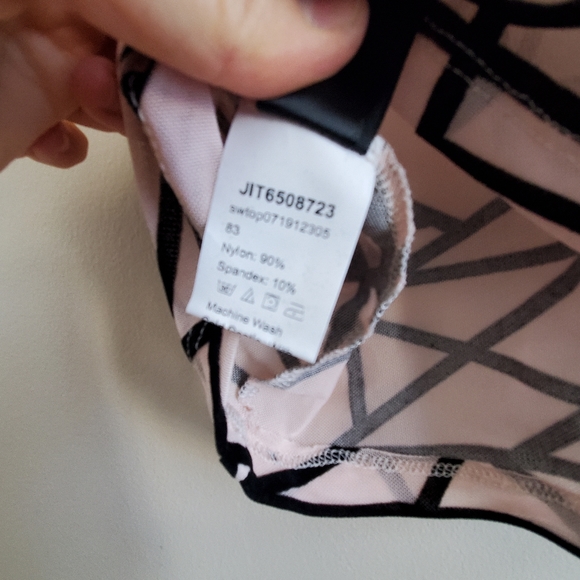 JIT6508723
swtop071912305
83
Nylon: 90%
Spandex: 10%
Machine Wash